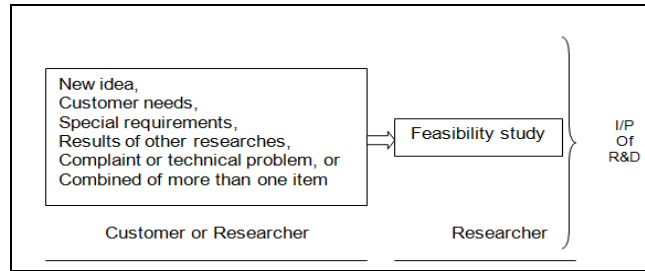 New idea,
Customer needs,
Special requirements,
Results of other researches,
Complaint or technical problem, or
Combined of more than one item
Feasibility study
I/P
Of
R&D
Customer or Researcher
Researcher